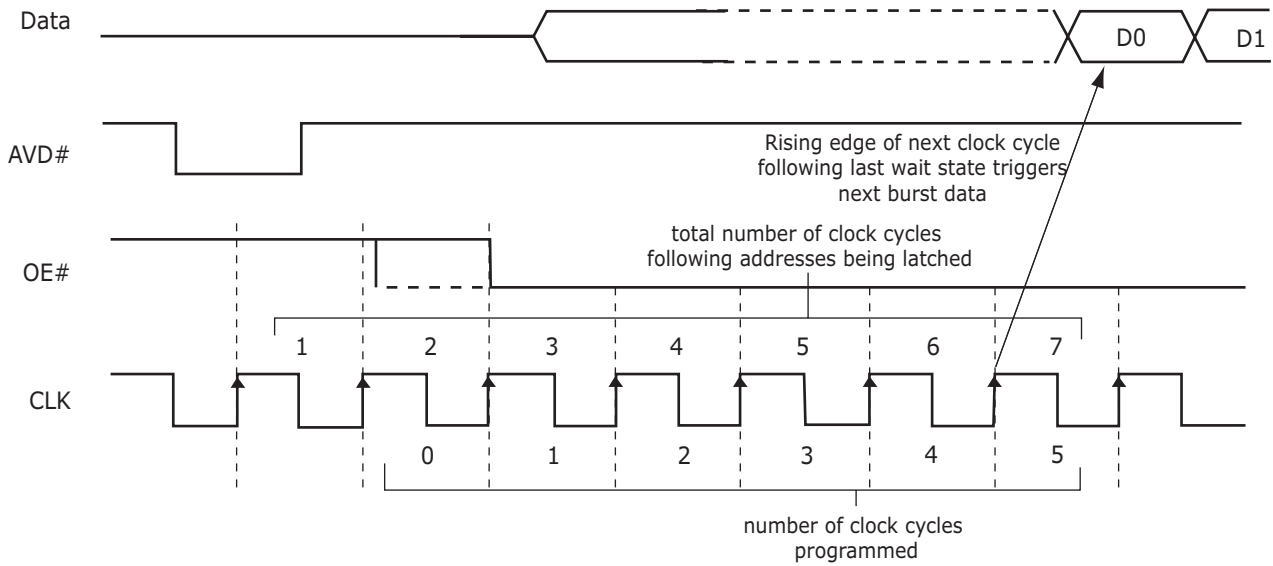 Data
D0
D1
AVD#
Rising edge of next clock cycle
following last wait state triggers
next burst data
total number of clock cycles
following addresses being latched
OE#
1 2 3 4 5 6 7
CLK
0 1 2 3 4 5
number of clock cycles
programmed